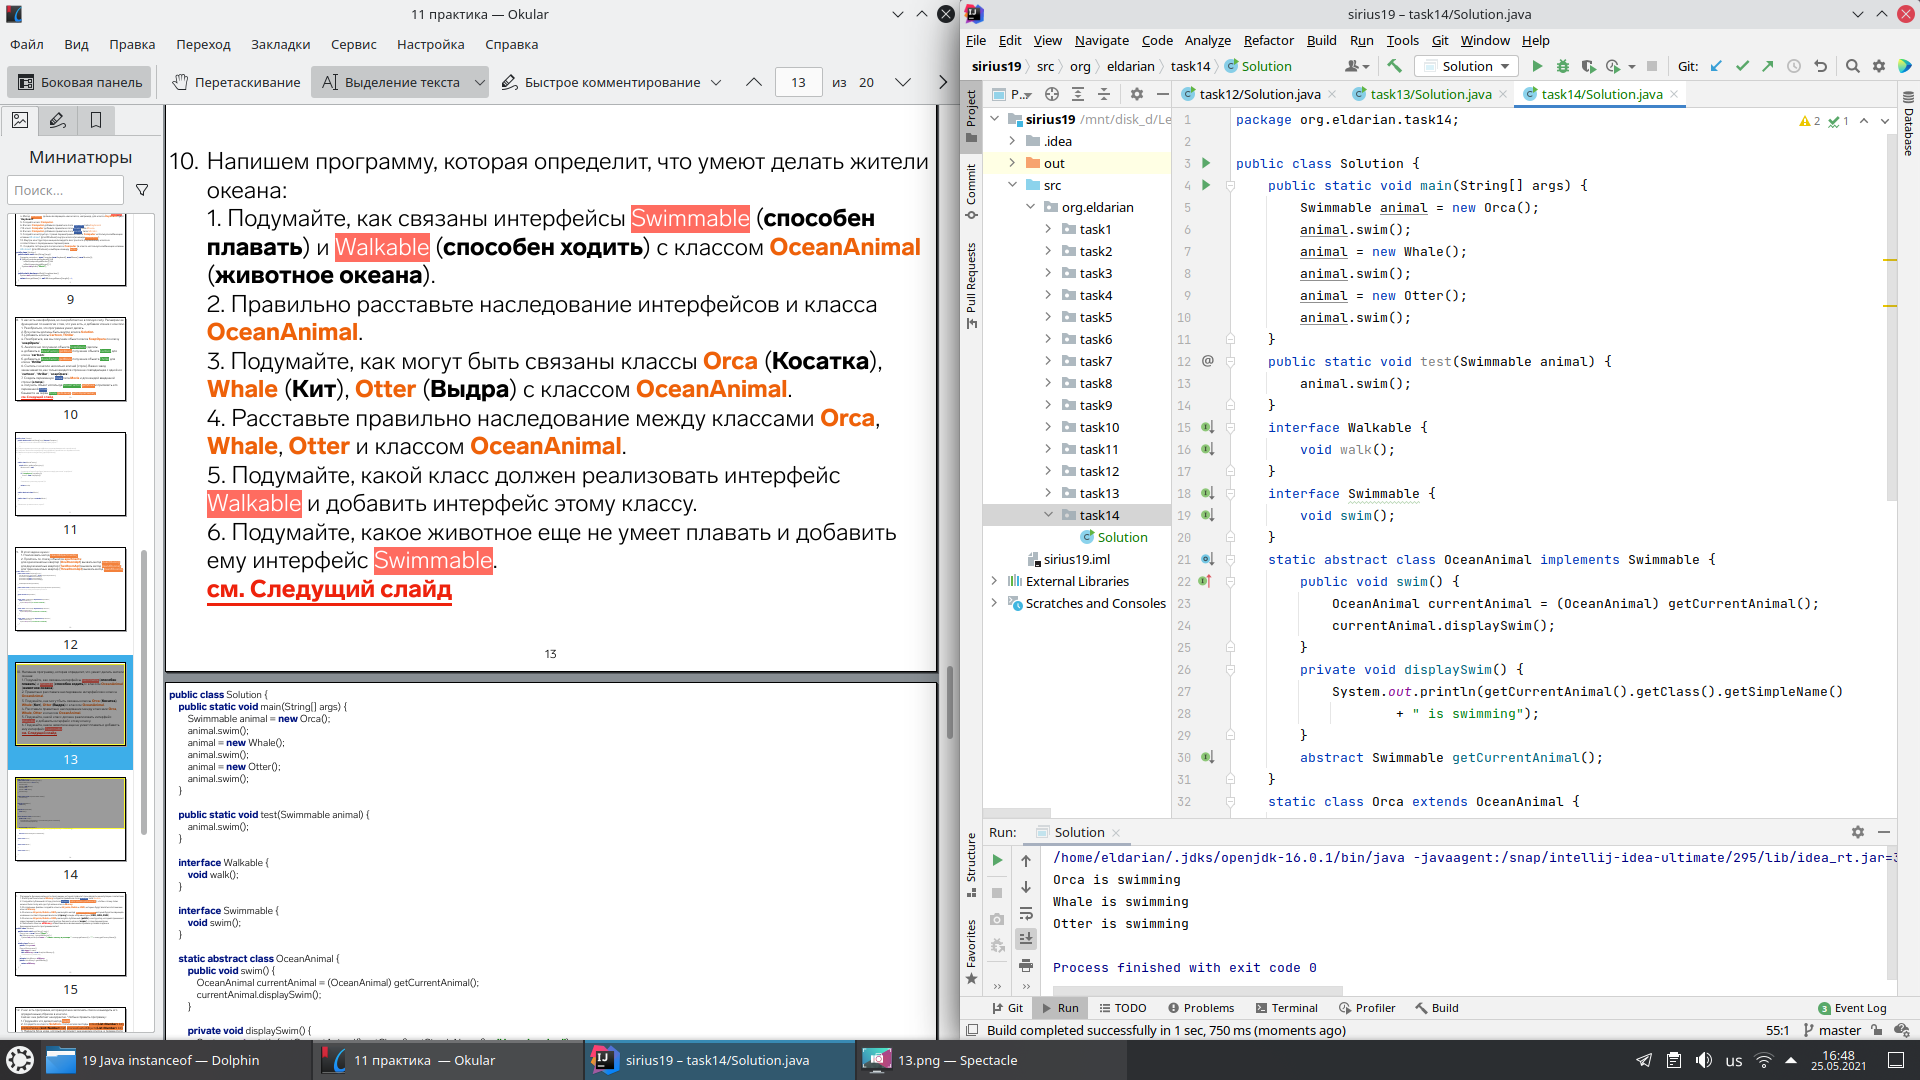 11 практика — Okular
Файл Вид Правка Переход Закладки Сервис Настройка Справка
Боковая панель Перетаскивание Выделение текста Быстрое комментирование 13 из 20
Миниатюры
Поиск...
9
10
11
12
13
14
15
10. Напишем программу, которая определит, что умеют делать жители
океана:
1. Подумайте, как связаны интерфейсы Swimmable (способен
плавать) и Walkable (способен ходить) с классом OceanAnimal
(животное океана).
2. Правильно расставьте наследование интерфейсов и класса
OceanAnimal.
3. Подумайте, как могут быть связаны классы Orca (Косатка),
Whale (Кит), Otter (Выдра) с классом OceanAnimal.
4. Расставьте правильно наследование между классами Orca,
Whale, Otter и классом OceanAnimal.
5. Подумайте, какой класс должен реализовать интерфейс
Walkable и добавить интерфейс этому классу.
6. Подумайте, какое животное еще не умеет плавать и добавить
ему интерфейс Swimmable.
см. Следущий слайд
13
public class Solution {
public static void main(String[] args) {
Swimmable animal = new Orca();
animal.swim();
animal = new Whale();
animal.swim();
animal = new Otter();
animal.swim();
}
public static void test(Swimmable animal) {
animal.swim();
}
interface Walkable {
void walk();
}
interface Swimmable {
void swim();
}
static abstract class OceanAnimal {
public void swim() {
OceanAnimal currentAnimal = (OceanAnimal) getCurrentAnimal();
currentAnimal.displaySwim();
}
private void displaySwim() {
sirius19 – task14/Solution.java
File Edit View Navigate Code Analyze Refactor Build Run Tools Git Window Help
sirius19 src org eldarian task14 Solution Solution Git:
Project
Commit
Pull Requests
Structure
Favorites
Database
P..
task12/Solution.java task13/Solution.java task14/Solution.java
sirius19 /mnt/disk_d/Le
.idea
out
src
org.eldarian
task1
task2
task3
task4
task5
task6
task7
task8
task9
task10
task11
task12
task13
task14
Solution
sirius19.iml
External Libraries
Scratches and Consoles
2 1
1 package org.eldarian.task14;
2
3 public class Solution {
4 public static void main(String[] args) {
5 Swimmable animal = new Orca();
6 animal.swim();
7 animal = new Whale();
8 animal.swim();
9 animal = new Otter();
10 animal.swim();
11 }
12 @ public static void test(Swimmable animal) {
13 animal.swim();
14 }
15 interface Walkable {
16 void walk();
17 }
18 interface Swimmable {
19 void swim();
20 }
21 static abstract class OceanAnimal implements Swimmable {
22 public void swim() {
23 OceanAnimal currentAnimal = (OceanAnimal) getCurrentAnimal();
24 currentAnimal.displaySwim();
25 }
26 private void displaySwim() {
27 System.out.println(getCurrentAnimal().getClass().getSimpleName()
28 + " is swimming");
29 }
30 abstract Swimmable getCurrentAnimal();
31 }
32 static class Orca extends OceanAnimal {
Run: Solution
/home/eldarian/.jdks/openjdk-16.0.1/bin/java -javaagent:/snap/intellij-idea-ultimate/295/lib/idea_rt.jar=3
Orca is swimming
Whale is swimming
Otter is swimming
Process finished with exit code 0
Git Run TODO Problems Terminal Profiler Build 3 Event Log
Build completed successfully in 1 sec, 750 ms (moments ago) 55:1 master
19 Java instanceof — Dolphin 11 практика — Okular sirius19 – task14/Solution.java 13.png — Spectacle us 16:48
25.05.2021